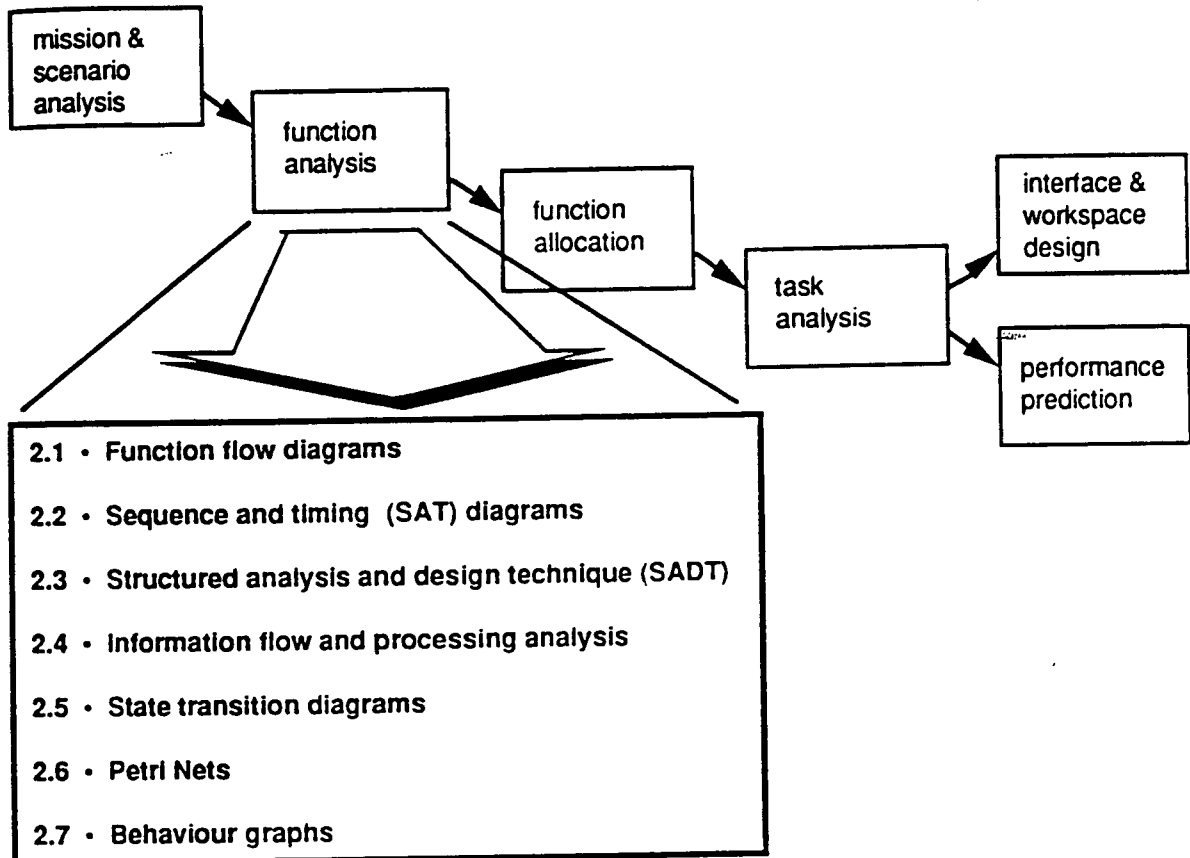 mission &
scenario
analysis
function
analysis
function
allocation
task
analysis
interface &
workspace
design
performance
prediction
2.1 • Function flow diagrams
2.2 • Sequence and timing (SAT) diagrams
2.3 • Structured analysis and design technique (SADT)
2.4 • Information flow and processing analysis
2.5 • State transition diagrams
2.6 • Petri Nets
2.7 • Behaviour graphs